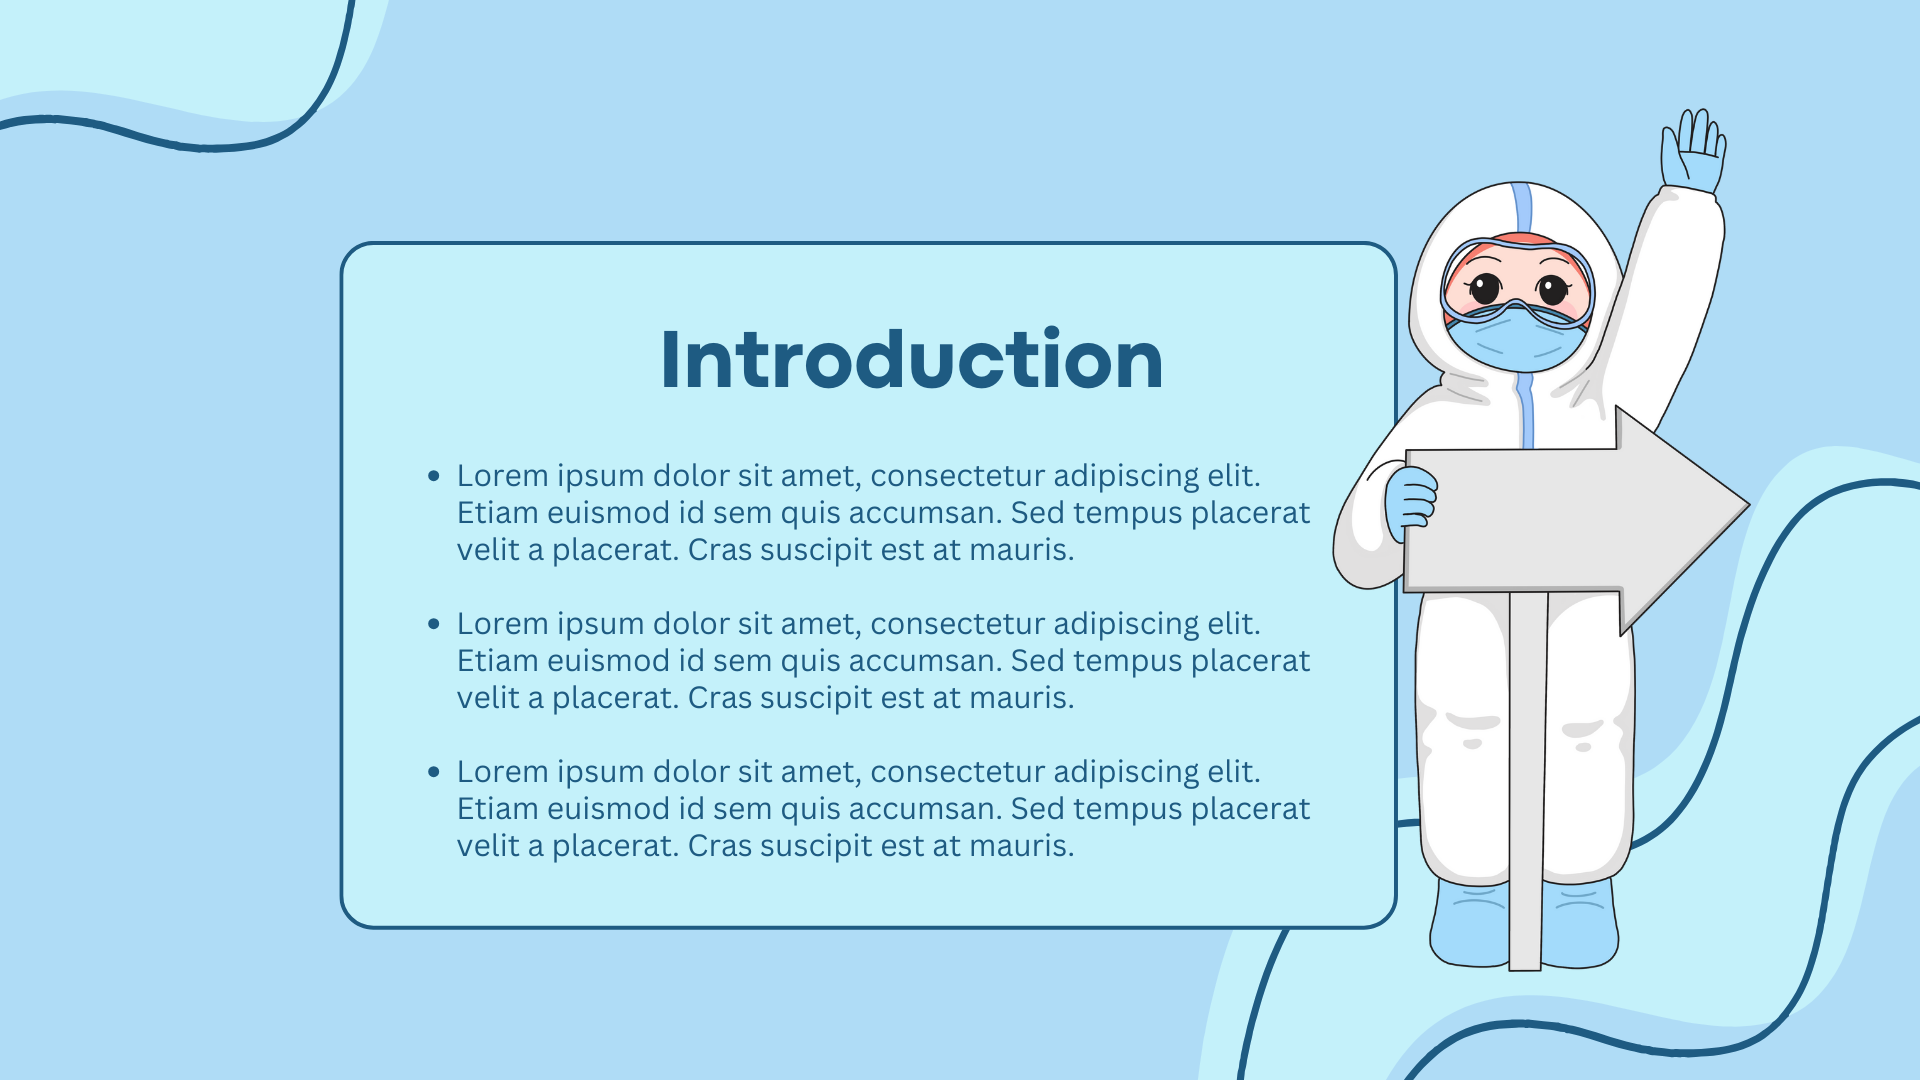 Introduction
• Lorem ipsum dolor sit amet, consectetur adipiscing elit.
Etiam euismod id sem quis accumsan. Sed tempus placerat
velit a placerat. Cras suscipit est at mauris.
• Lorem ipsum dolor sit amet, consectetur adipiscing elit.
Etiam euismod id sem quis accumsan. Sed tempus placerat
velit a placerat. Cras suscipit est at mauris.
• Lorem ipsum dolor sit amet, consectetur adipiscing elit.
Etiam euismod id sem quis accumsan. Sed tempus placerat
velit a placerat. Cras suscipit est at mauris.